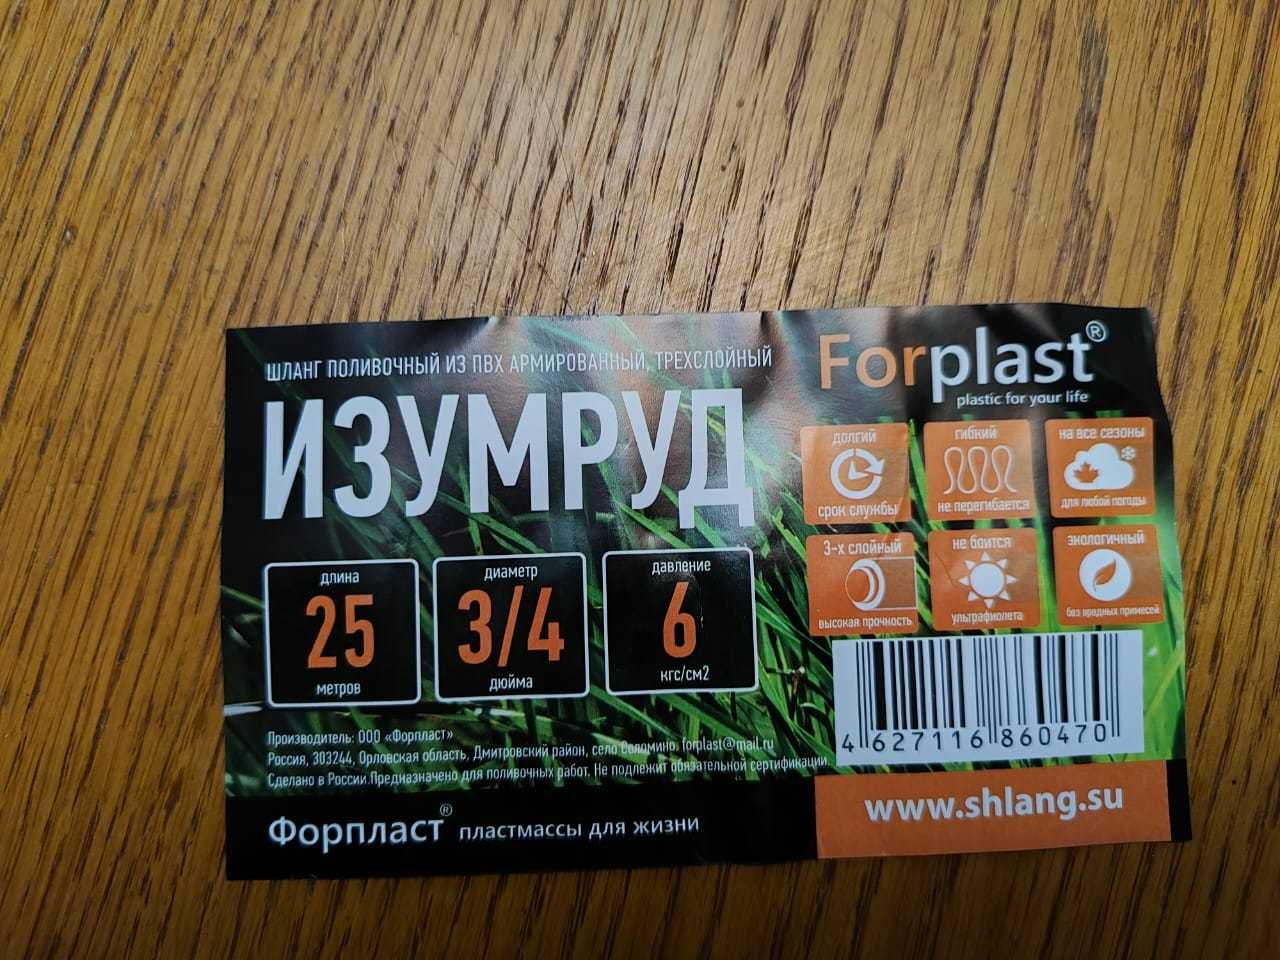 ШЛАНГ ПОЛИВОЧНЫЙ ИЗ ПВХ АРМИРОВАННЫЙ, ТРЕХСЛОЙНЫЙ
ИЗУМРУД
Forplast®
plastic for your life
долгий
срок службы
гибкий
не перегибается
на все сезоны
для любой погоды
3-х слойный
высокая прочность
не боится
ультрафиолета
экологичный
без вредных примесей
длина
25
метров
диаметр
3/4
дюйма
давление
6
кгс/см2
4 627116 860470
Производитель: ООО «Форпласт»
Россия, 303244, Орловская область, Дмитровский район, село Соломино, forplast@mail.ru
Сделано в России.Предназначено для поливочных работ. Не подлежит обязательной сертификации.
Форпласт® пластмассы для жизни
www.shlang.su